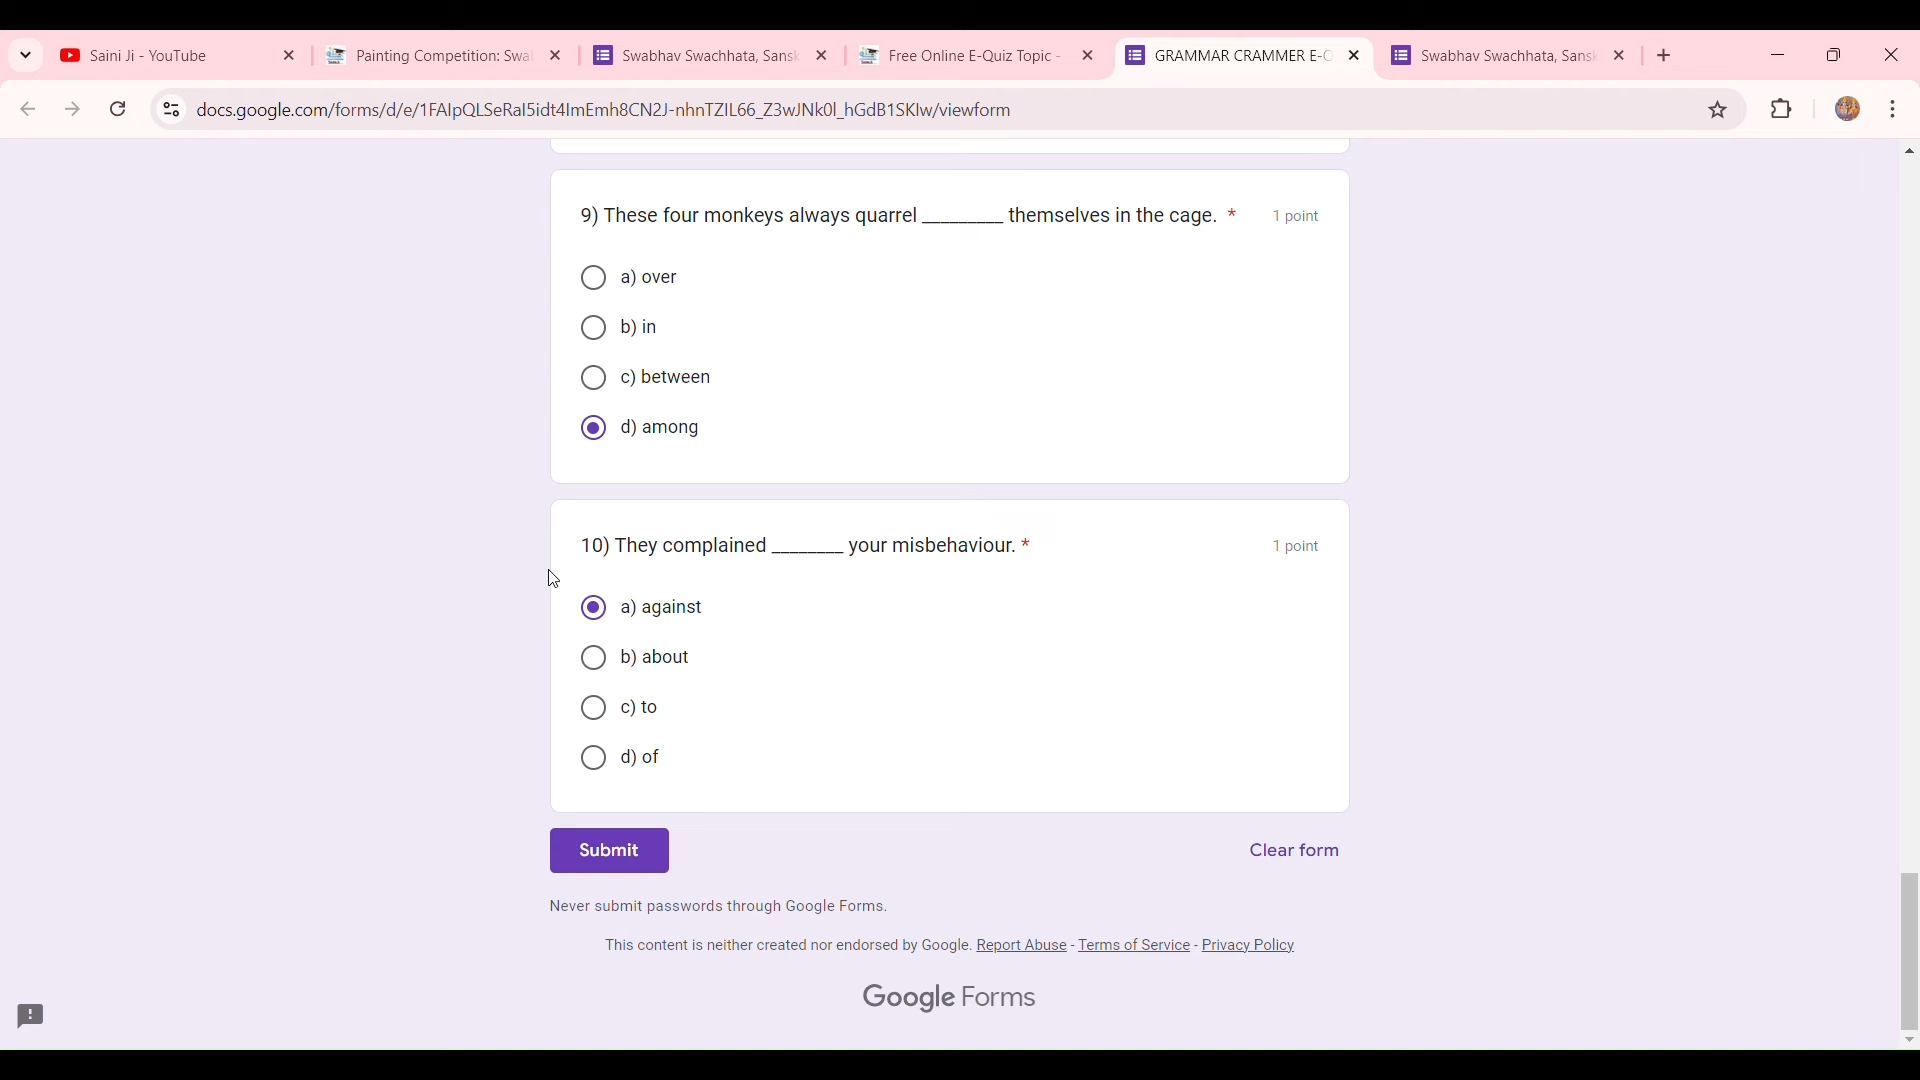 Saini Ji - YouTube
Painting Competition: Swa
Swabhav Swachhata, Sansk
Free Online E-Quiz Topic -
GRAMMAR CRAMMER E-Q
Swabhav Swachhata, Sansk
docs.google.com/forms/d/e/1FAIpQLSeRaI5idt4ImEmh8CN2J-nhnTZIL66_Z3wJNk0I_hGdB1SKIw/viewform
9) These four monkeys always quarrel _________ themselves in the cage. * 1 point
a) over
b) in
c) between
d) among
10) They complained ________ your misbehaviour. * 1 point
a) against
b) about
c) to
d) of
Submit
Clear form
Never submit passwords through Google Forms.
This content is neither created nor endorsed by Google. Report Abuse - Terms of Service - Privacy Policy
Google Forms